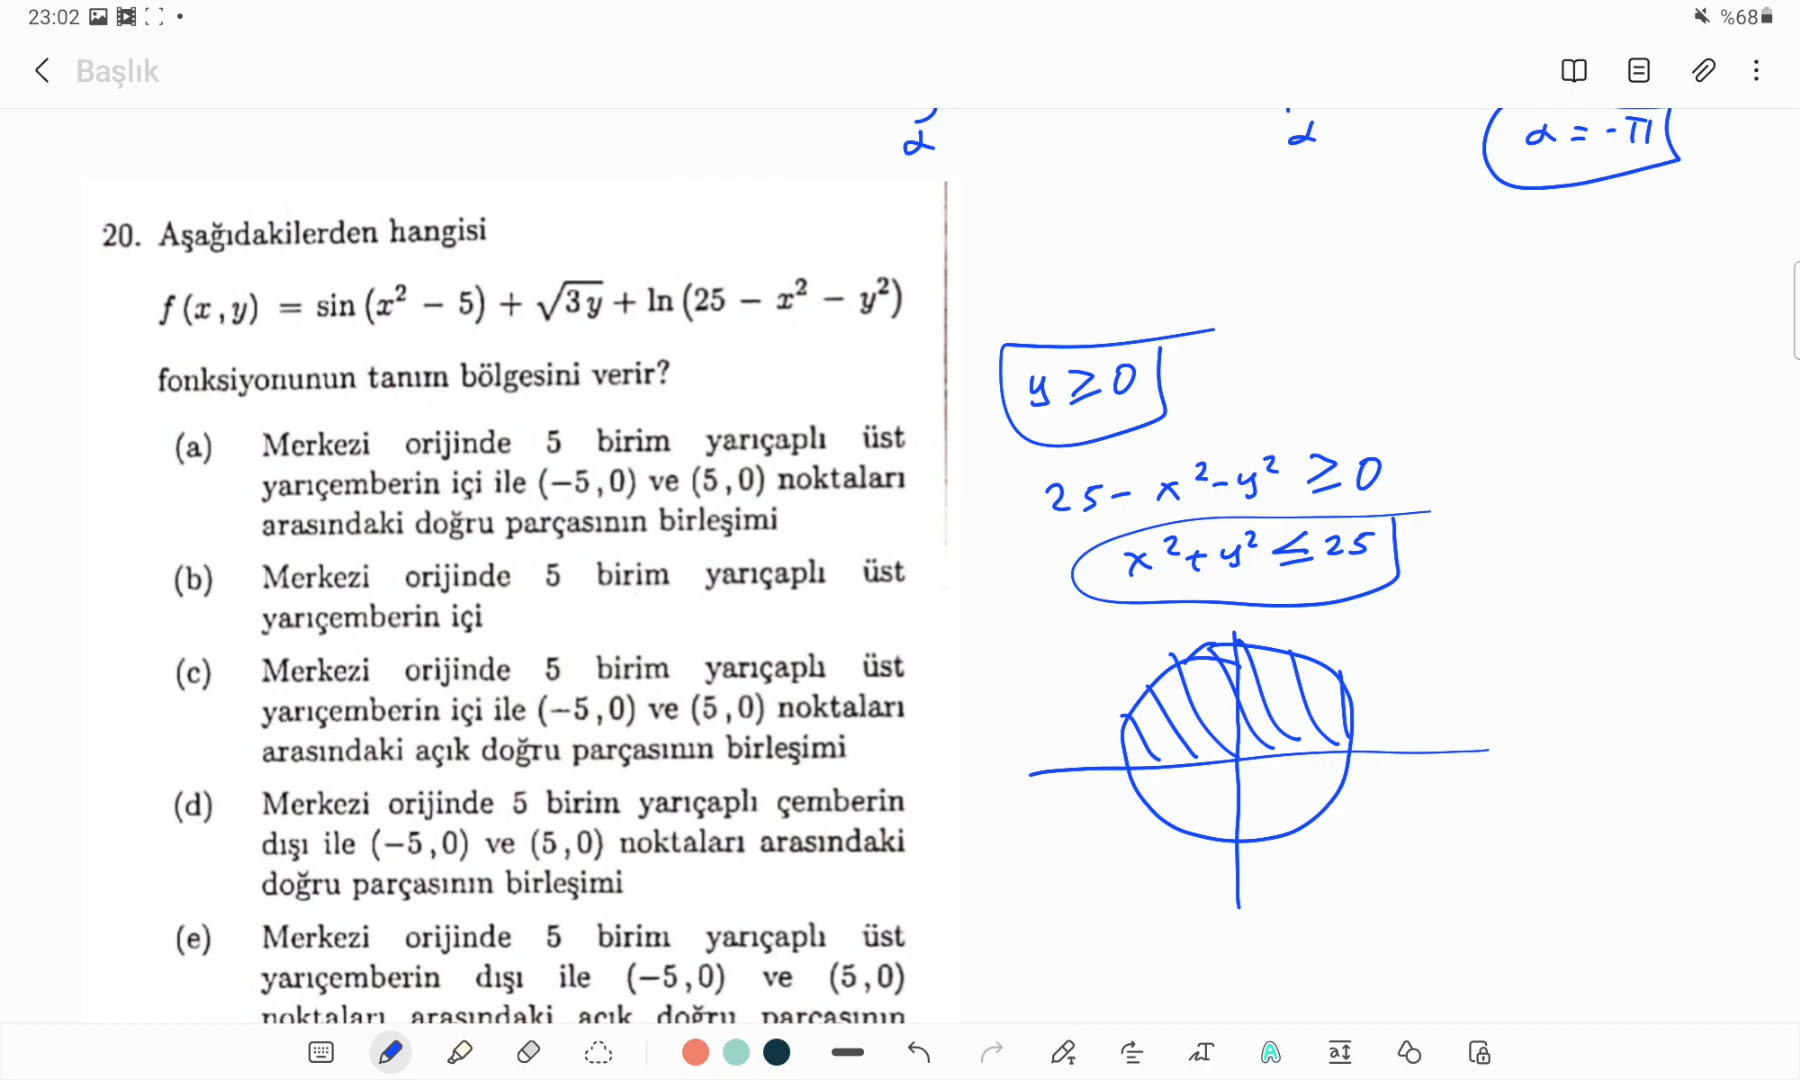 23:02
%68
Başlık
α
α
α = -π
20. Aşağıdakilerden hangisi
f(x,y) = sin(x² − 5) + √3y + ln(25 − x² − y²)
fonksiyonunun tanım bölgesini verir?
(a) Merkezi orijinde 5 birim yarıçaplı üst
yarıçemberin içi ile (−5,0) ve (5,0) noktaları
arasındaki doğru parçasının birleşimi
(b) Merkezi orijinde 5 birim yarıçaplı üst
yarıçemberin içi
(c) Merkezi orijinde 5 birim yarıçaplı üst
yarıçemberin içi ile (−5,0) ve (5,0) noktaları
arasındaki açık doğru parçasının birleşimi
(d) Merkezi orijinde 5 birim yarıçaplı çemberin
dışı ile (−5,0) ve (5,0) noktaları arasındaki
doğru parçasının birleşimi
(e) Merkezi orijinde 5 birim yarıçaplı üst
yarıçemberin dışı ile (−5,0) ve (5,0)
noktaları arasındaki açık doğru parçasının
y ≥ 0
25 - x² - y² ≥ 0
x² + y² ≤ 25